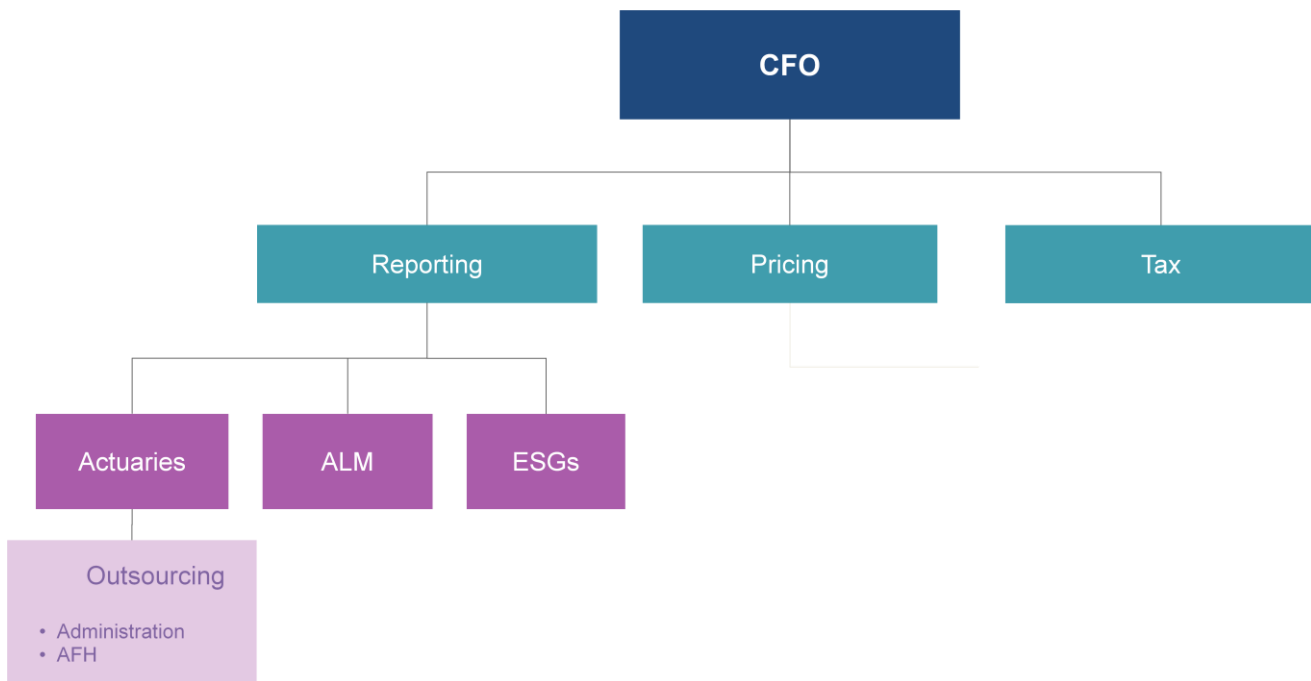 CFO
Reporting
Pricing
Tax
Actuaries
ALM
ESGs
Outsourcing
• Administration
• AFH